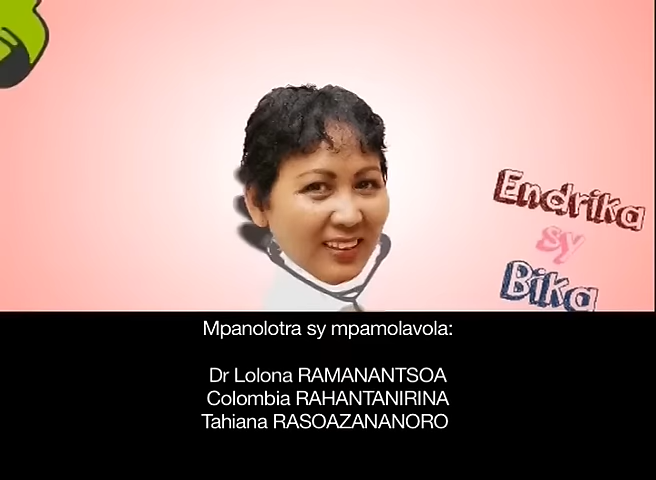 Endrika
sy
Bika
Mpanolotra sy mpamolavola:
Dr Lolona RAMANANTSOA
Colombia RAHANTANIRINA
Tahiana RASOAZANANORO